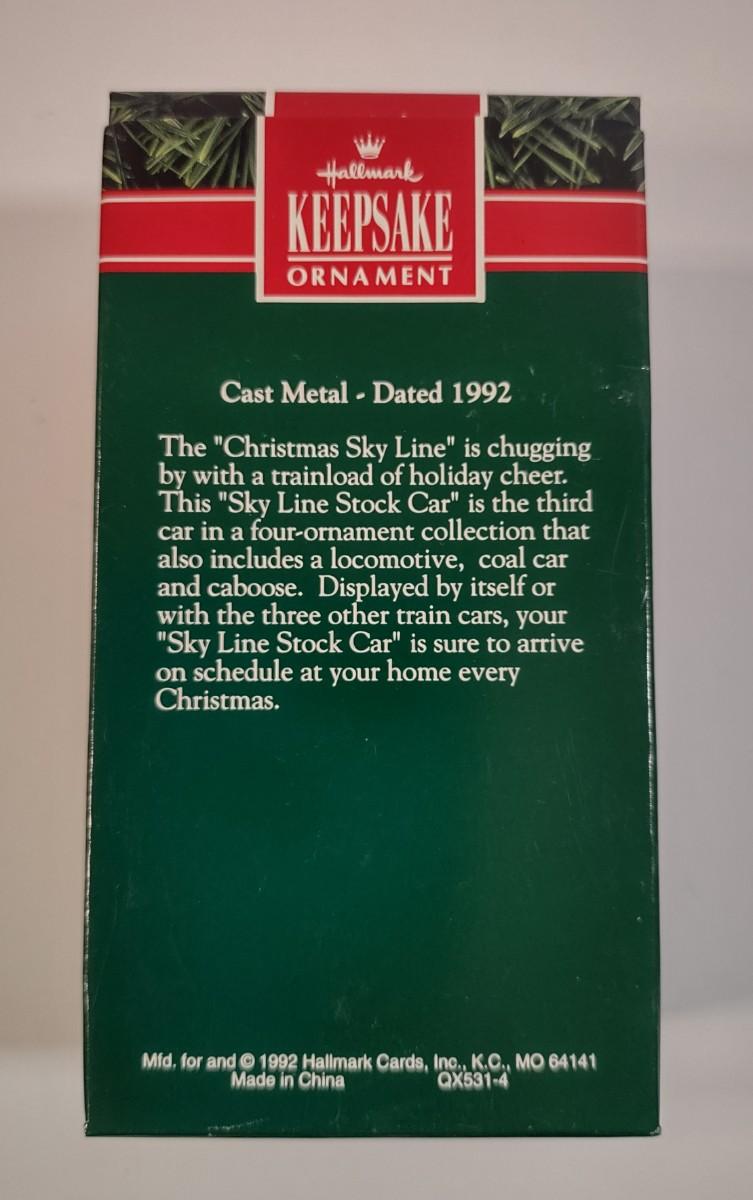 Hallmark
KEEPSAKE
ORNAMENT
Cast Metal - Dated 1992
The "Christmas Sky Line" is chugging
by with a trainload of holiday cheer.
This "Sky Line Stock Car" is the third
car in a four-ornament collection that
also includes a locomotive, coal car
and caboose. Displayed by itself or
with the three other train cars, your
"Sky Line Stock Car" is sure to arrive
on schedule at your home every
Christmas.
Mfd. for and © 1992 Hallmark Cards, Inc., K.C., MO 64141
Made in China QX531-4